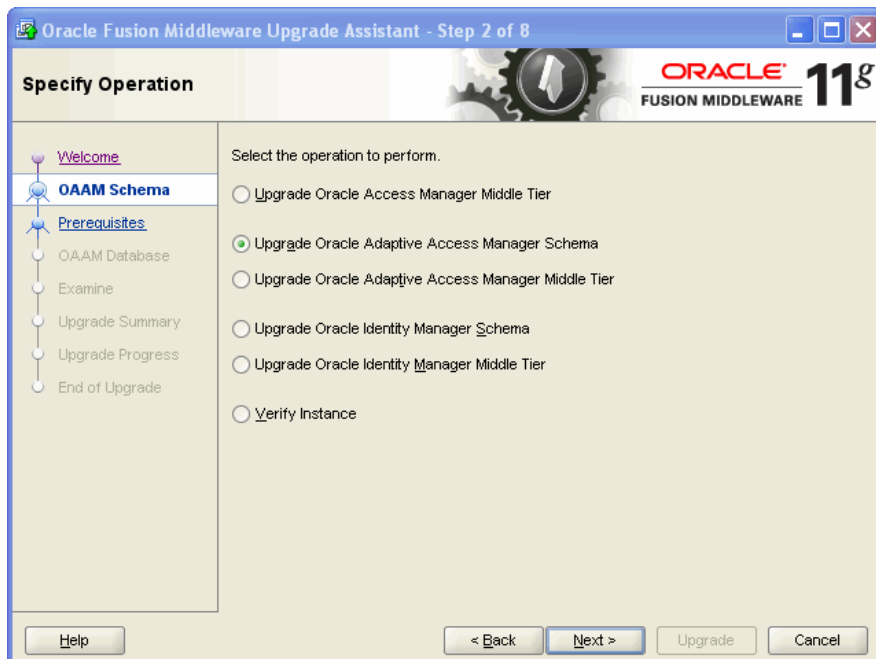 Oracle Fusion Middleware Upgrade Assistant - Step 2 of 8
Specify Operation
ORACLE
FUSION MIDDLEWARE 11g
Welcome
OAAM Schema
Prerequisites
OAAM Database
Examine
Upgrade Summary
Upgrade Progress
End of Upgrade
Select the operation to perform.
Upgrade Oracle Access Manager Middle Tier
Upgrade Oracle Adaptive Access Manager Schema
Upgrade Oracle Adaptive Access Manager Middle Tier
Upgrade Oracle Identity Manager Schema
Upgrade Oracle Identity Manager Middle Tier
Verify Instance
Help
< Back
Next >
Upgrade
Cancel